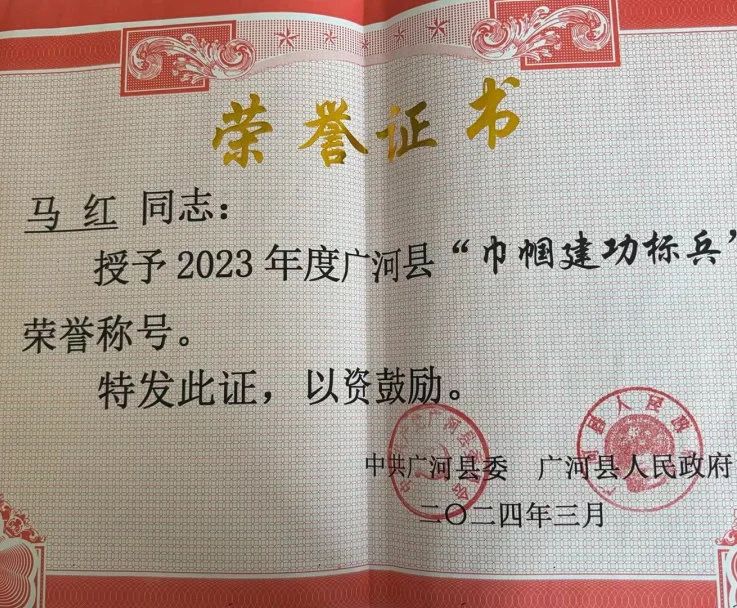 荣誉证书
马 红 同志：
授予2023年度广河县“巾帼建功标兵”
荣誉称号。
特发此证，以资鼓励。
中共广河县委 广河县人民政府
二〇二四年三月